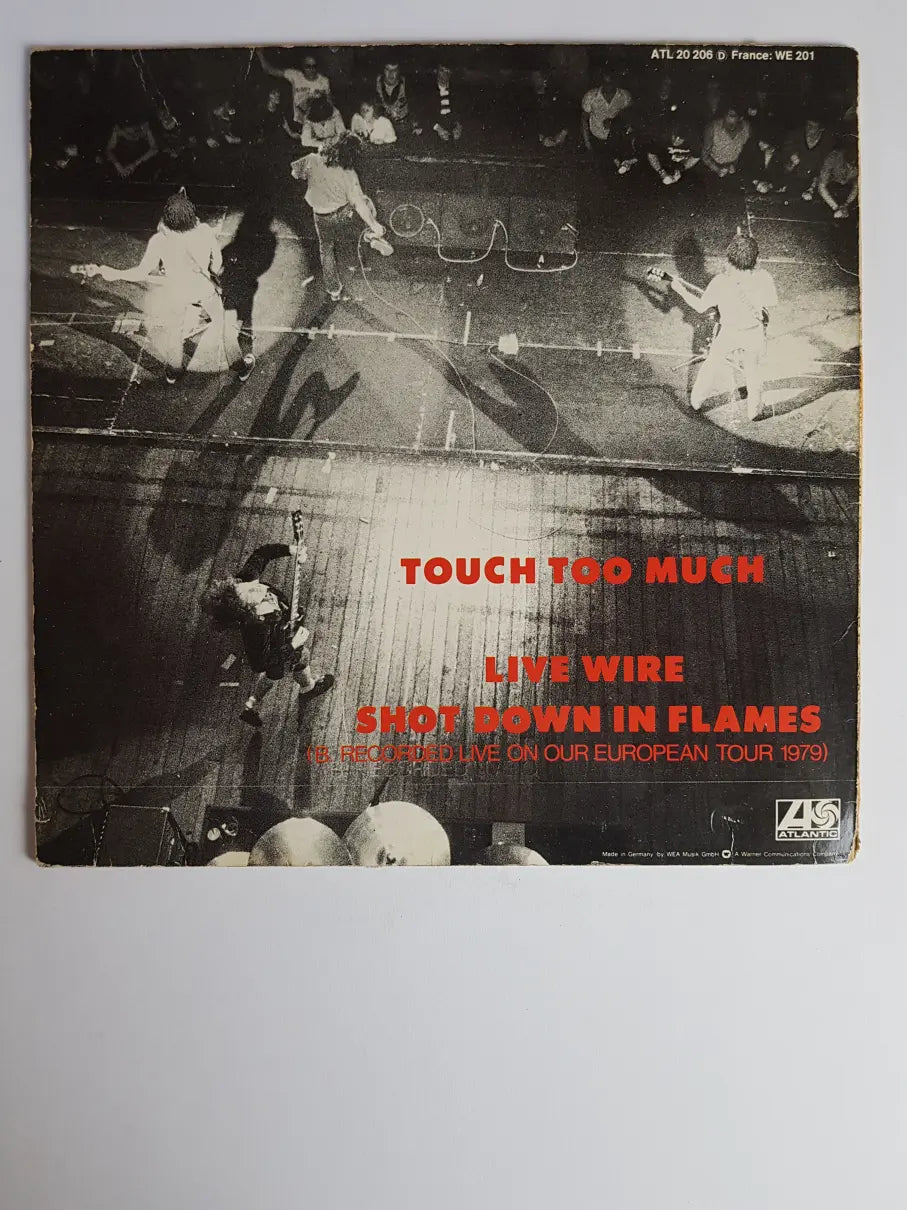 ATL 20 206 D France: WE 201
TOUCH TOO MUCH
LIVE WIRE
SHOT DOWN IN FLAMES
(B. RECORDED LIVE ON OUR EUROPEAN TOUR 1979)
ATLANTIC
Made in Germany by WEA Musik GmbH A Warner Communications Company